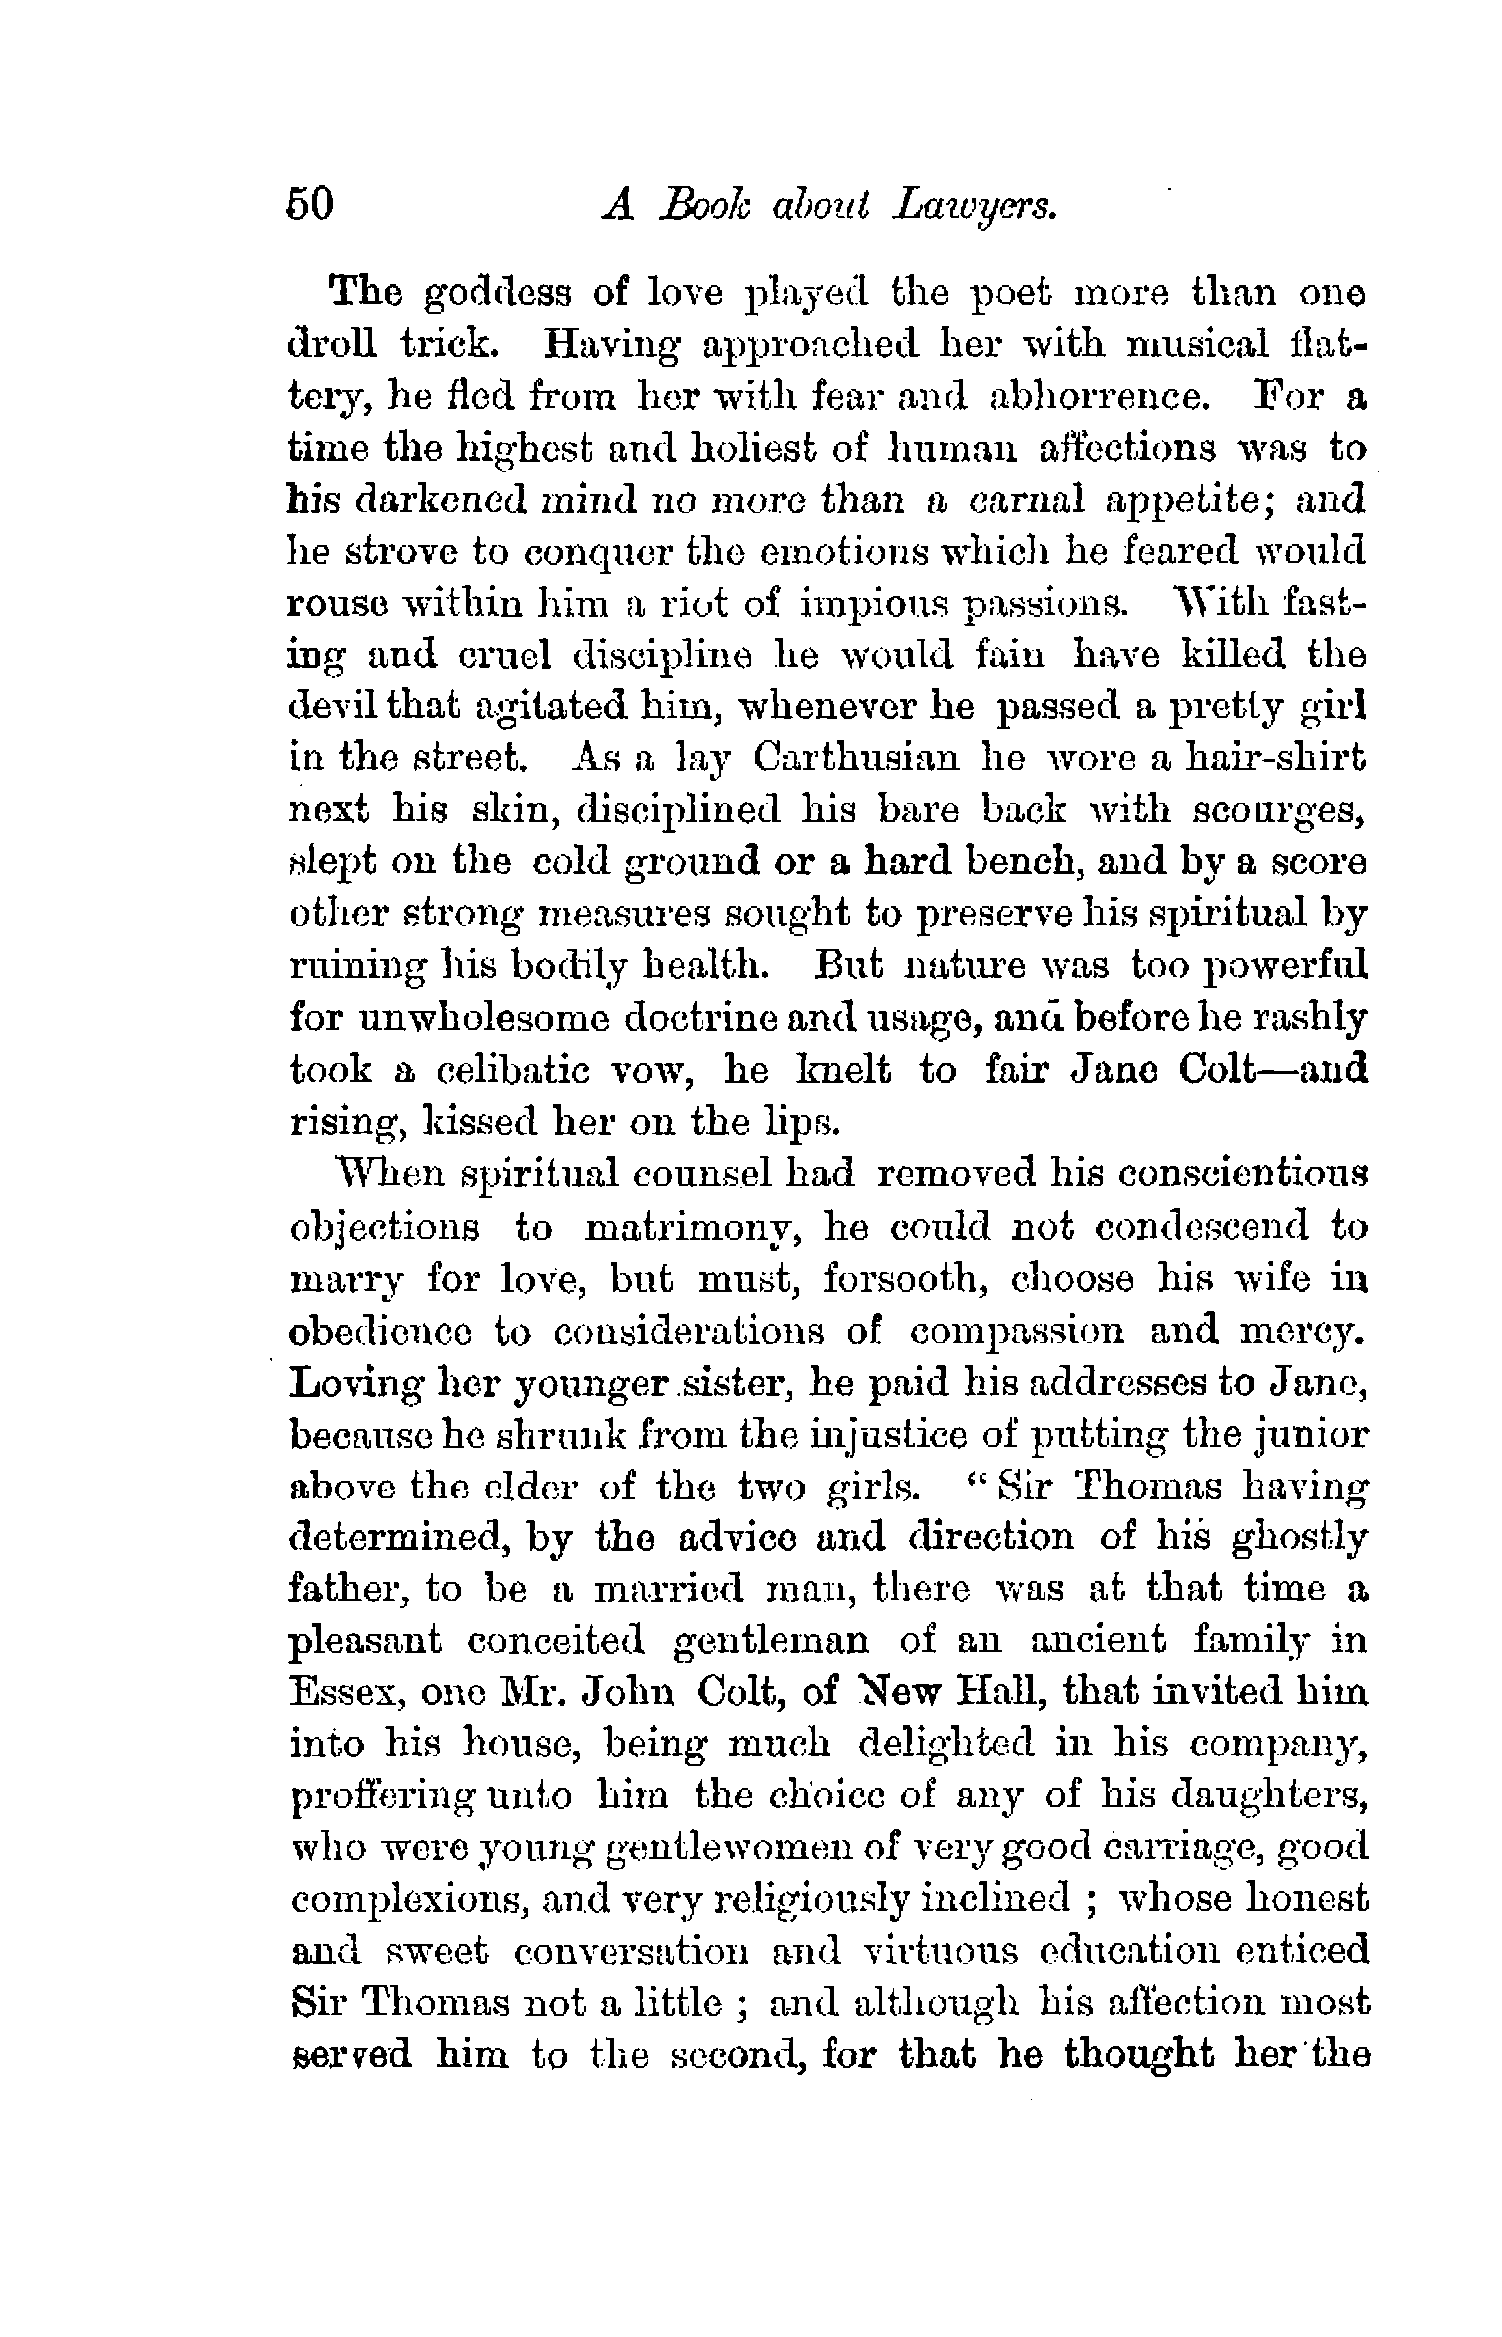 50 A Book about Lawyers.
The goddess of love played the poet more than one
droll trick. Having approached her with musical flat-
tery, he fled from her with fear and abhorrence. For a
time the highest and holiest of human affections was to
his darkened mind no more than a carnal appetite; and
he strove to conquer the emotions which he feared would
rouse within him a riot of impious passions. With fast-
ing and cruel discipline he would fain have killed the
devil that agitated him, whenever he passed a pretty girl
in the street. As a lay Carthusian he wore a hair-shirt
next his skin, disciplined his bare back with scourges,
slept on the cold ground or a hard bench, and by a score
other strong measures sought to preserve his spiritual by
ruining his bodily health. But nature was too powerful
for unwholesome doctrine and usage, and before he rashly
took a celibatic vow, he knelt to fair Jane Colt—and
rising, kissed her on the lips.
When spiritual counsel had removed his conscientious
objections to matrimony, he could not condescend to
marry for love, but must, forsooth, choose his wife in
obedience to considerations of compassion and mercy.
Loving her younger sister, he paid his addresses to Jane,
because he shrunk from the injustice of putting the junior
above the elder of the two girls. "Sir Thomas having
determined, by the advice and direction of his ghostly
father, to be a married man, there was at that time a
pleasant conceited gentleman of an ancient family in
Essex, one Mr. John Colt, of New Hall, that invited him
into his house, being much delighted in his company,
proffering unto him the choice of any of his daughters,
who were young gentlewomen of very good carriage, good
complexions, and very religiously inclined ; whose honest
and sweet conversation and virtuous education enticed
Sir Thomas not a little ; and although his affection most
served him to the second, for that he thought her the